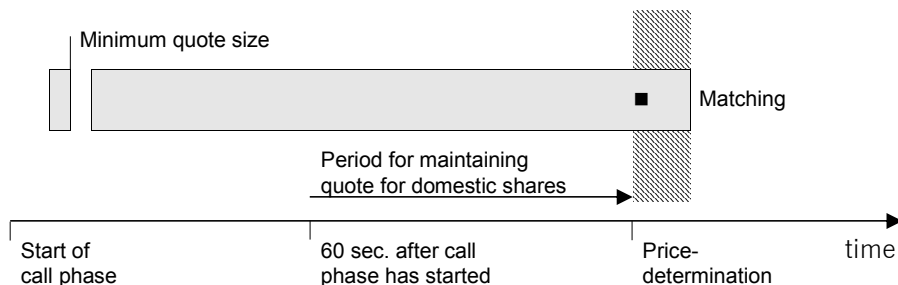 Minimum quote size
Matching
Period for maintaining
quote for domestic shares
Start of
call phase
60 sec. after call
phase has started
Price-
determination
time